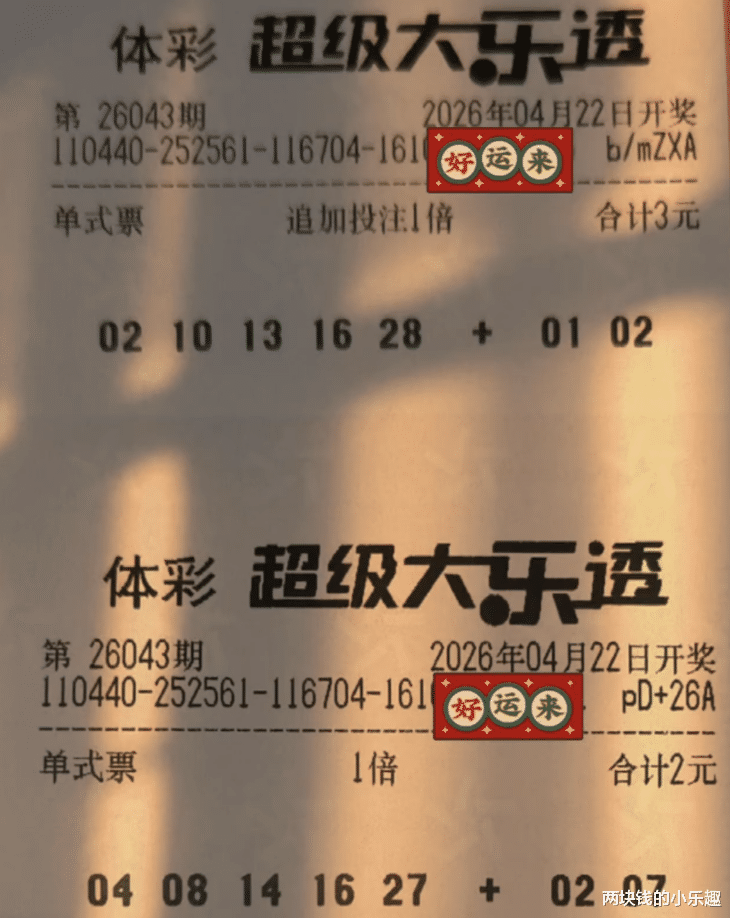 体彩 超级大乐透
第 26043期 2026年04月22日开奖
110440-252561-116704-161 好运来 b/mZXA
单式票 追加投注1倍 合计3元
02 10 13 16 28 + 01 02
体彩 超级大乐透
第 26043期 2026年04月22日开奖
110440-252561-116704-161 好运来 pD+26A
单式票 1倍 合计2元
04 08 14 16 27 + 02 07
两块钱的小乐趣